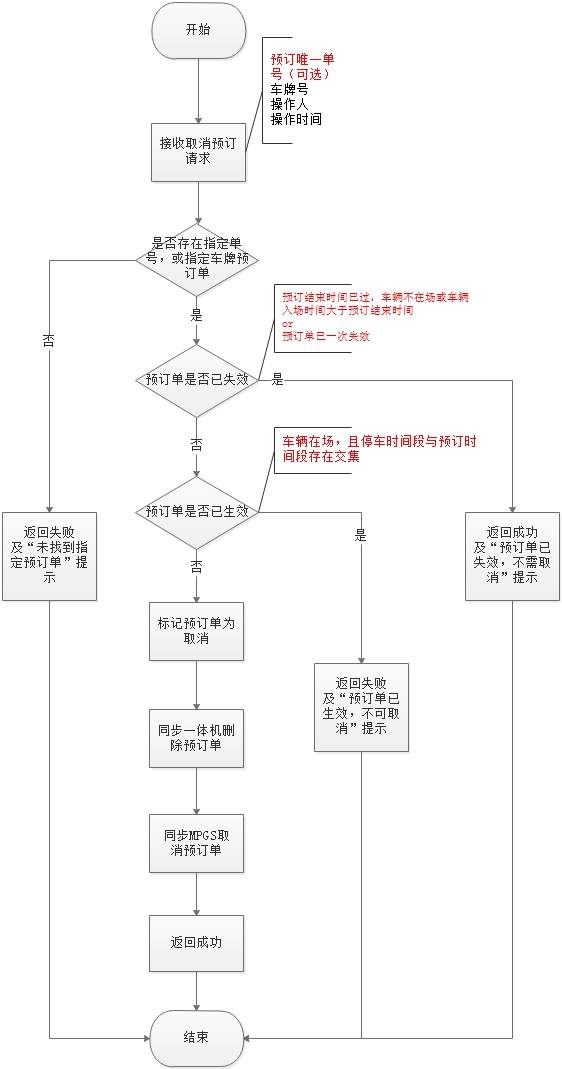 开始
预订唯一单
号（可选）
车牌号
操作人
操作时间
接收取消预订
请求
是否存在指定单
号，或指定车牌预
订单
否
是
预订结束时间已过，车辆不在场或车辆
入场时间大于预订结束时间
or
预订单已一次失效
预订单是否已失效
是
否
车辆在场，且停车时间段与预订时
间段存在交集
预订单是否已生效
是
否
返回失败
及“未找到指
定预订单”提
示
返回成功
及“预订单已
失效，不需取
消”提示
标记预订单为
取消
返回失败
及“预订单已
生效，不可取
消”提示
同步一体机删
除预订单
同步MPGS取
消预订单
返回成功
结束